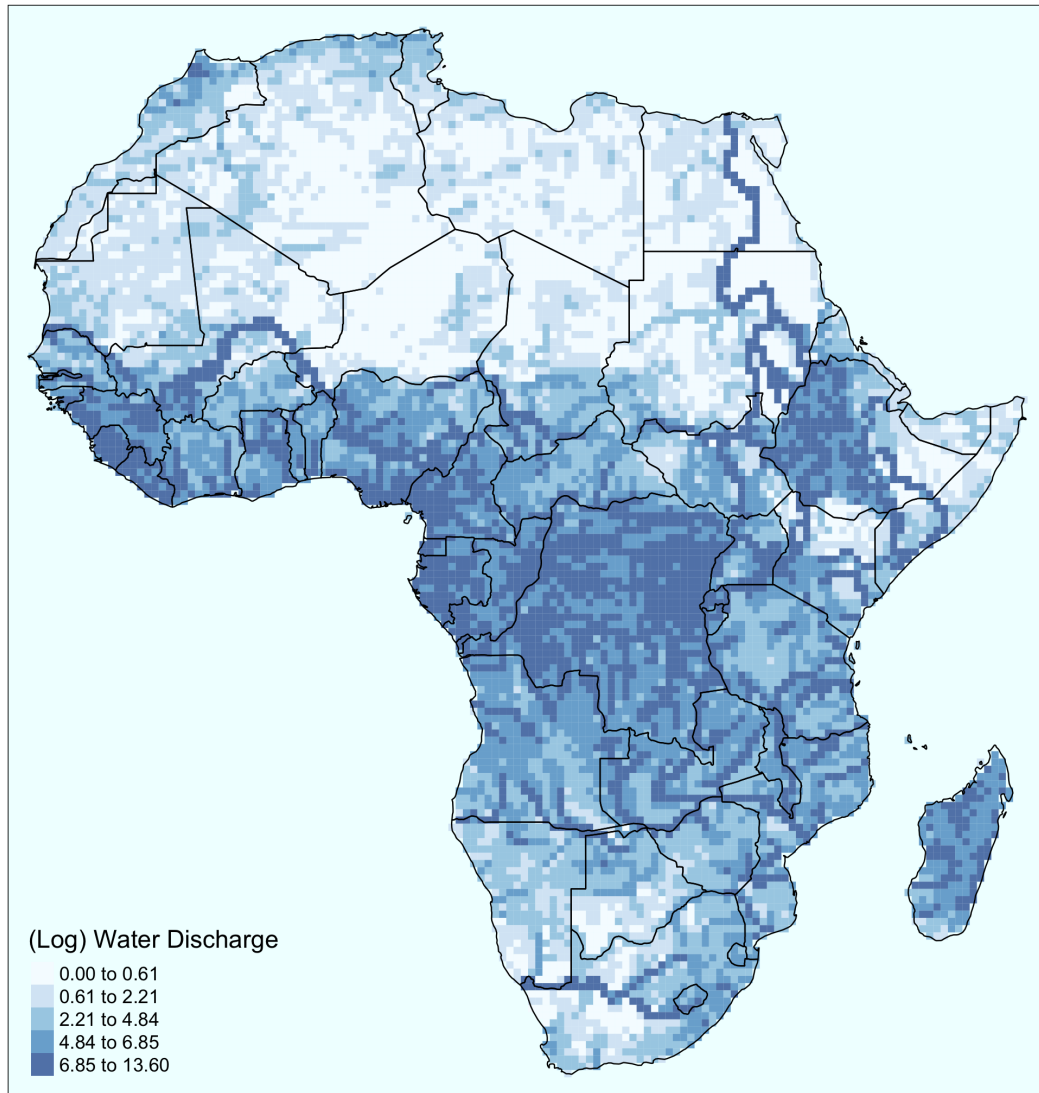 (Log) Water Discharge
0.00 to 0.61
0.61 to 2.21
2.21 to 4.84
4.84 to 6.85
6.85 to 13.60